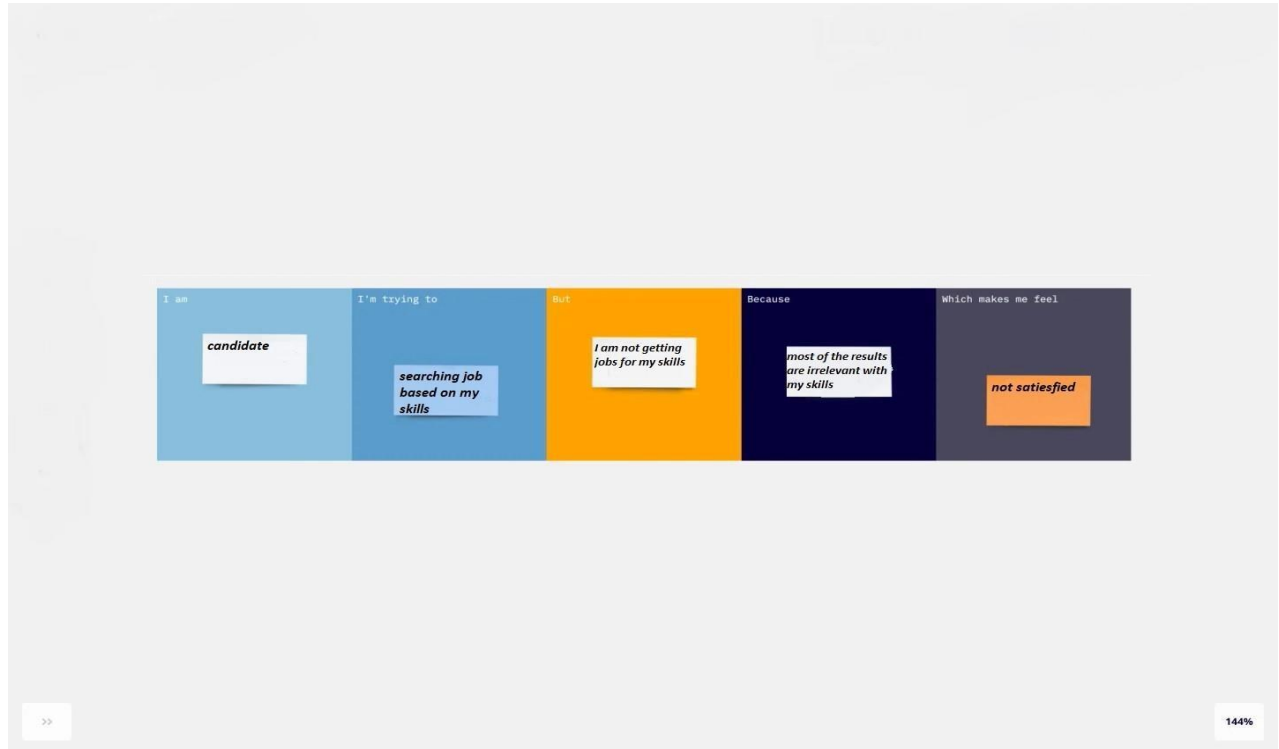 I am
candidate
I'm trying to
searching job
based on my
skills
But
I am not getting
jobs for my skills
Because
most of the results
are irrelevant with
my skills
Which makes me feel
not satiesfied
>>
144%